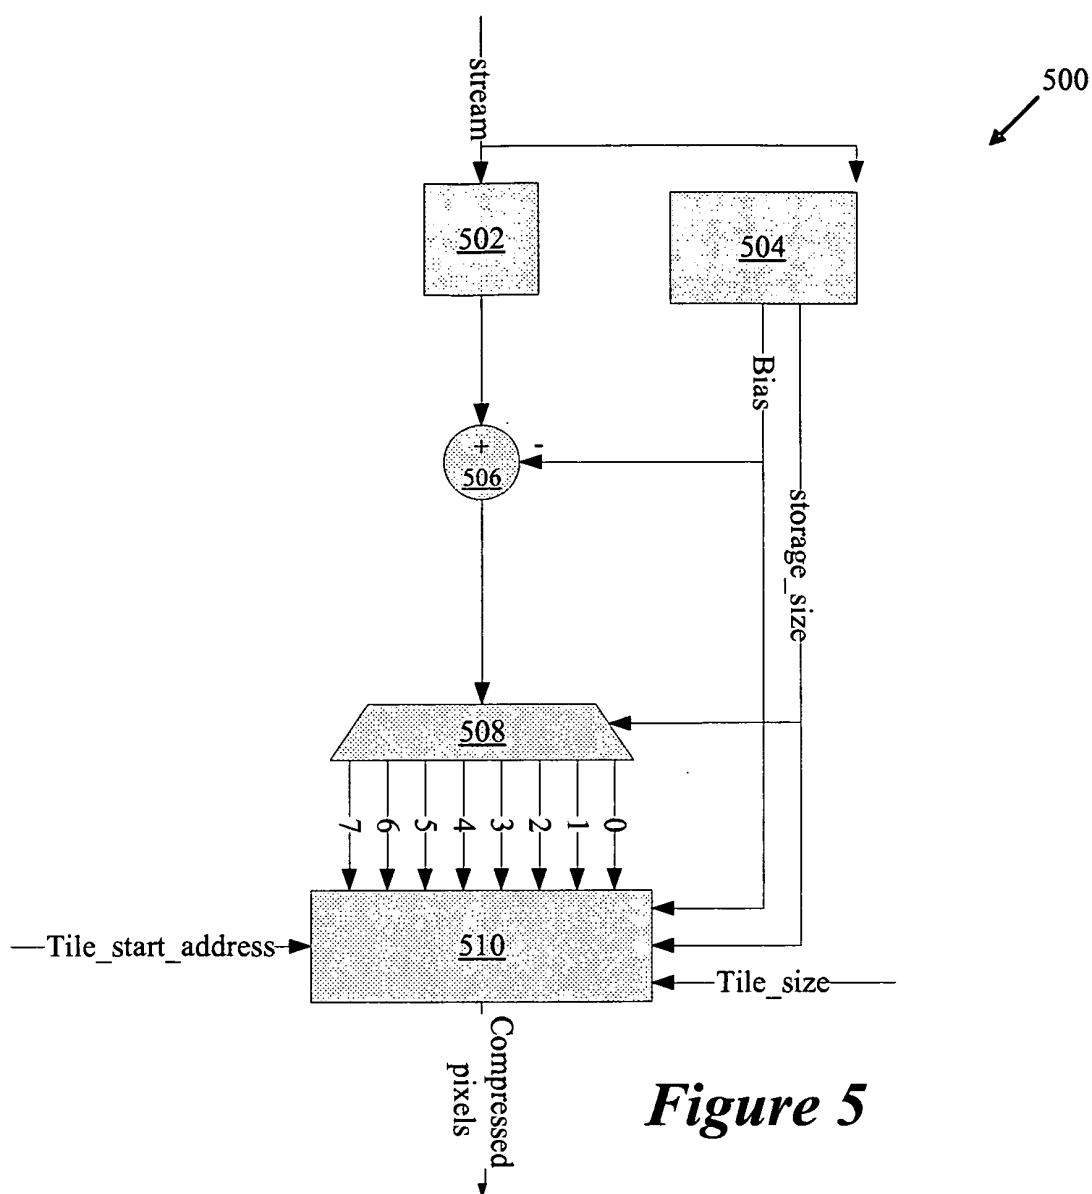 500
stream
502
504
Bias
-
+
506
storage_size
508
7 6 5 4 3 2 1 0
Tile_start_address
510
Tile_size
Compressed
pixels
Figure 5